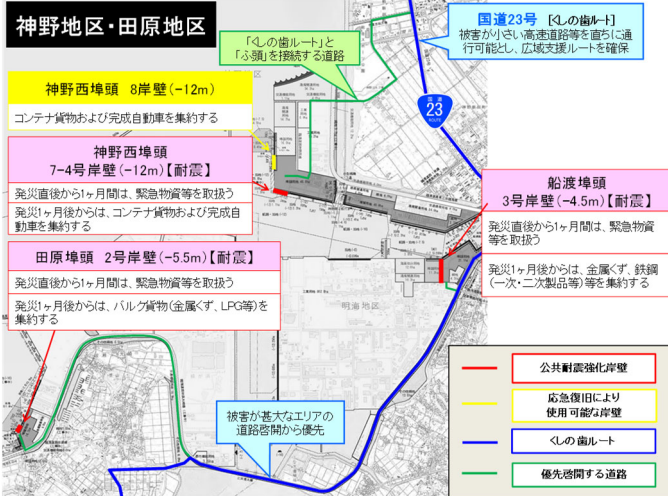 神野地区・田原地区
「くしの歯ルート」と
「ふ頭」を接続する道路
国道23号 [くしの歯ルート]
被害が小さい高速道路等を直ちに通
行可能とし、広域支援ルートを確保
国道
23
ROUTE
神野西埠頭 8岸壁(-12m)
コンテナ貨物および完成自動車を集約する
神野西埠頭
7-4号岸壁(-12m)【耐震】
発災直後から1ヶ月間は、緊急物資等を取扱う
発災1ヶ月後からは、コンテナ貨物および完成自
動車を集約する
船渡埠頭
3号岸壁(-4.5m)【耐震】
発災直後から1ヶ月間は、緊急物資
等を取扱う
発災1ヶ月後からは、金属くず、鉄鋼
(一次・二次製品等)等を集約する
田原埠頭 2号岸壁(-5.5m)【耐震】
発災直後から1ヶ月間は、緊急物資等を取扱う
発災1ヶ月後からは、バルク貨物(金属くず、LPG等)を
集約する
明海地区
被害が甚大なエリアの
道路啓開から優先
公共耐震強化岸壁
応急復旧により
使用可能な岸壁
くしの歯ルート
優先啓開する道路